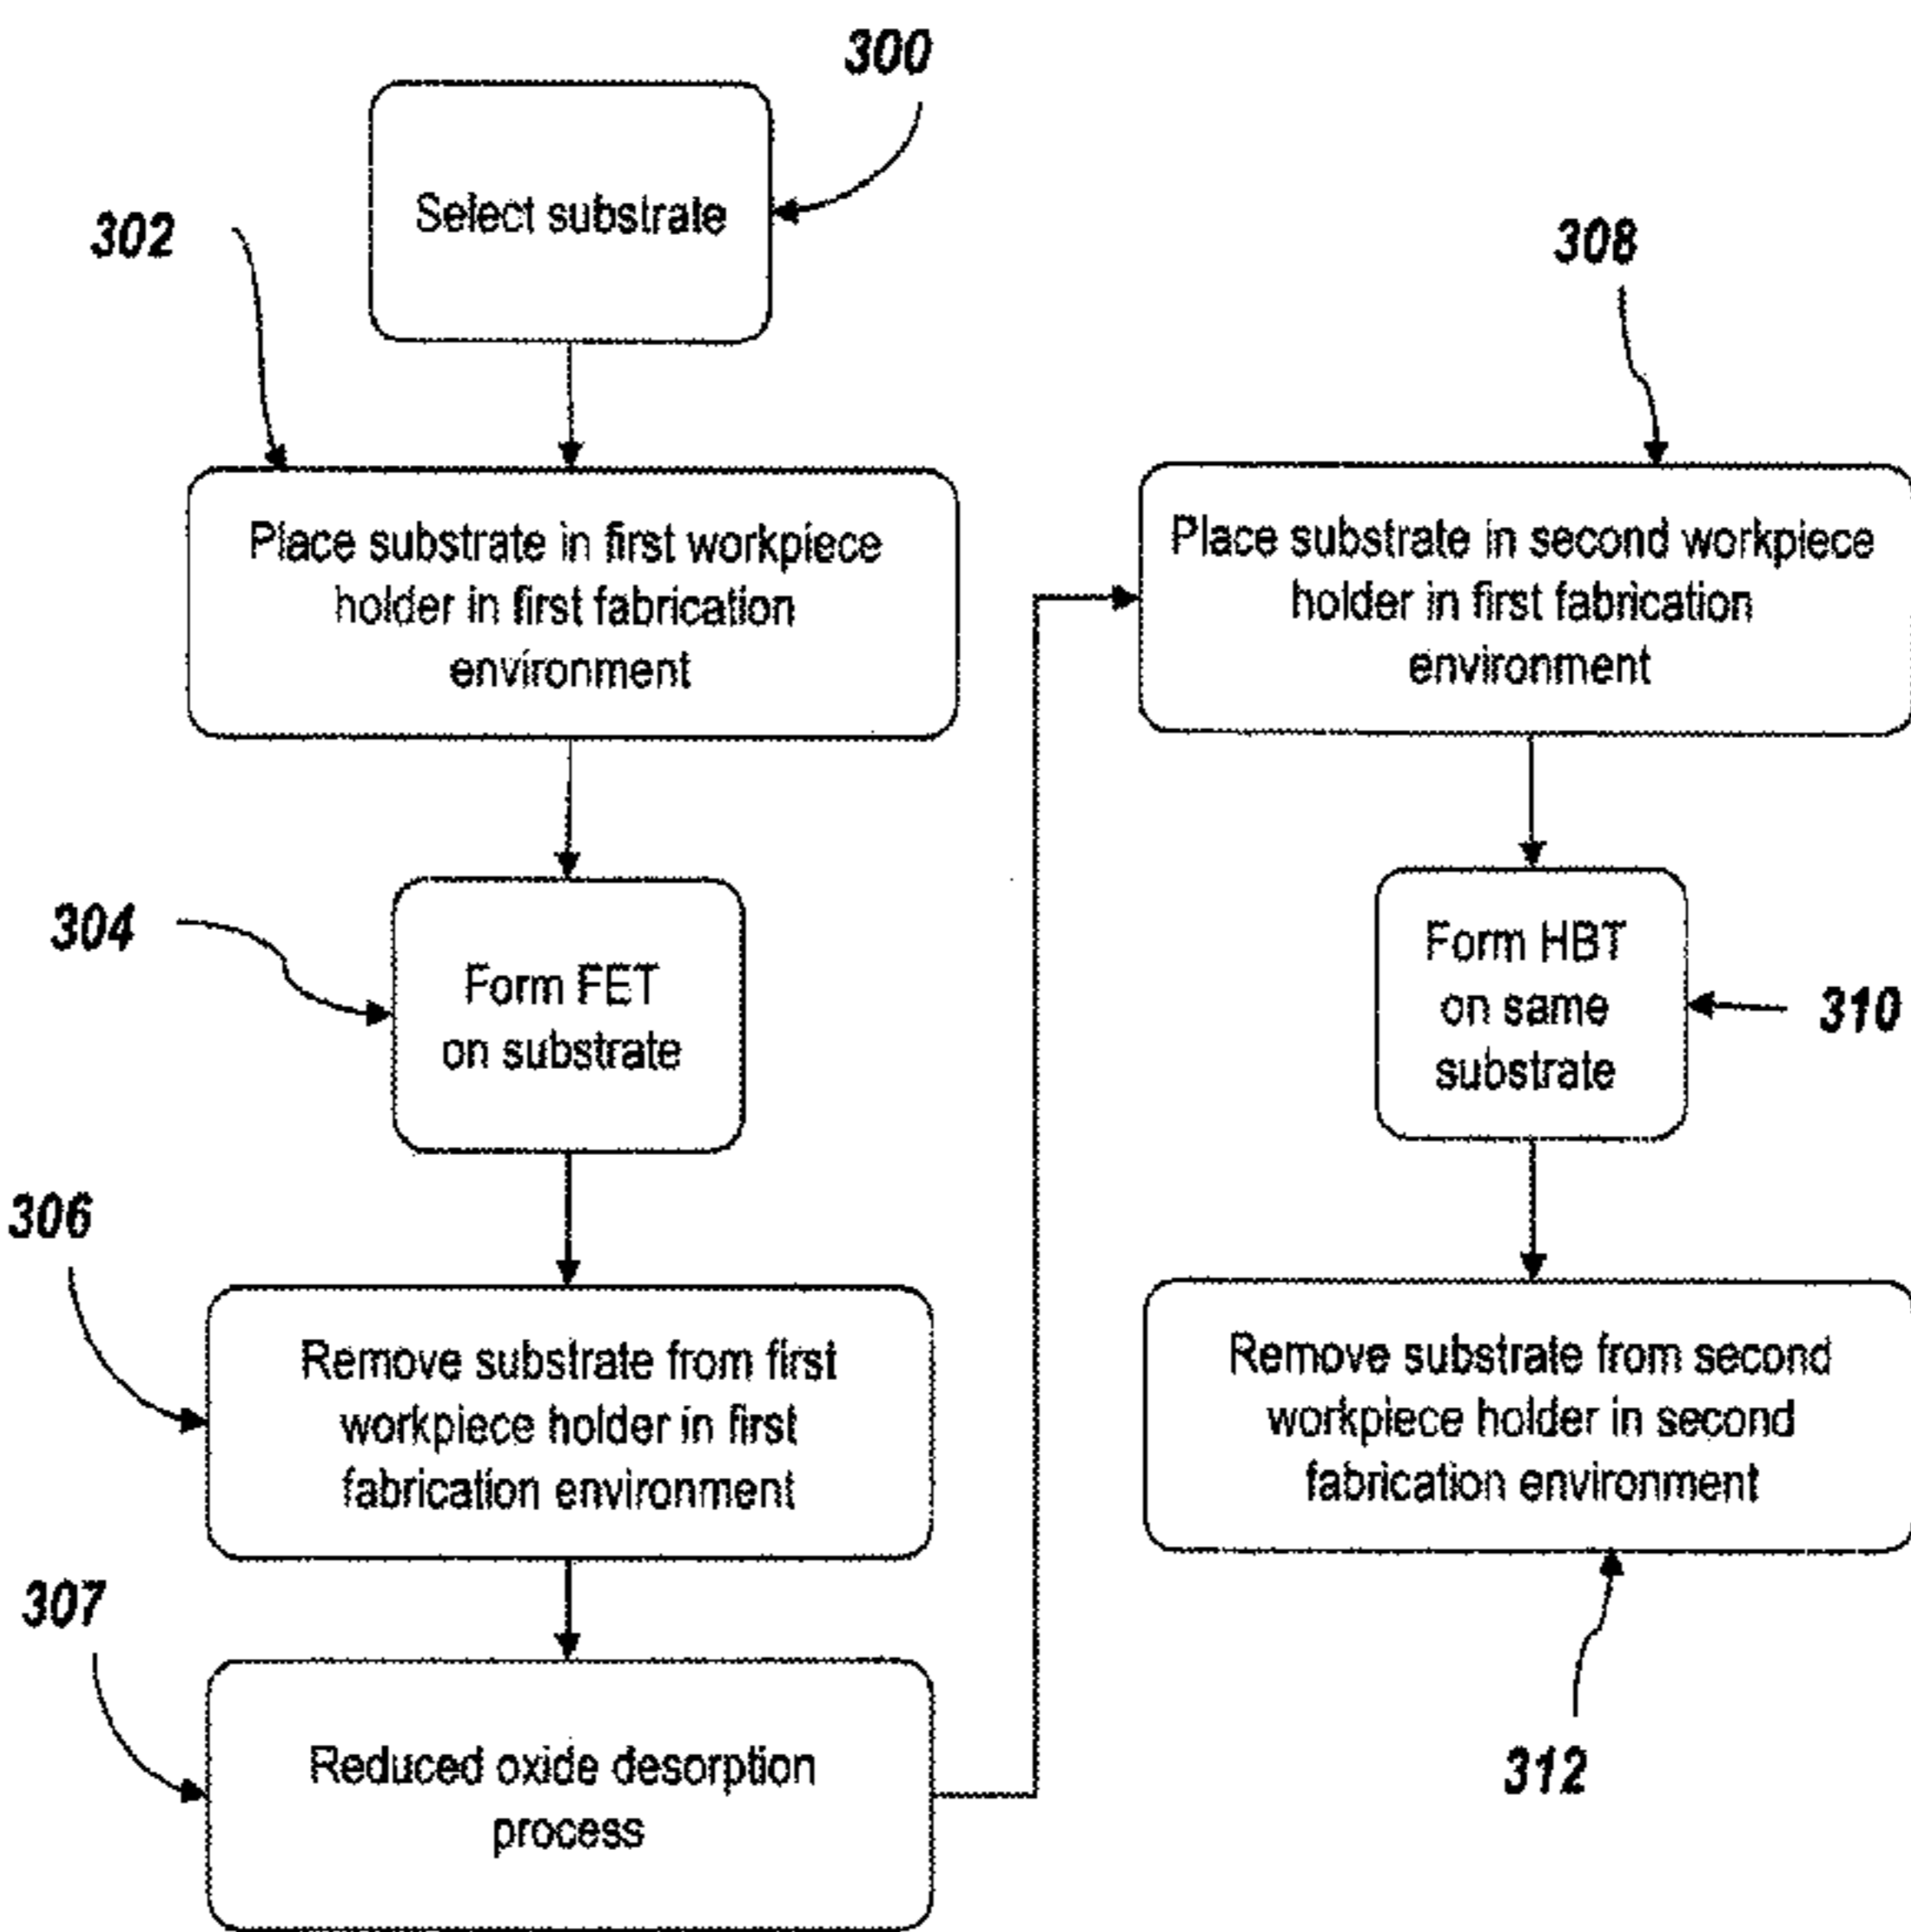 300
Select substrate
302
Place substrate in first workpiece
holder in first fabrication
environment
304
Form FET
on substrate
306
Remove substrate from first
workpiece holder in first
fabrication environment
307
Reduced oxide desorption
process
308
Place substrate in second workpiece
holder in first fabrication
environment
Form HBT
on same
substrate
310
Remove substrate from second
workpiece holder in second
fabrication environment
312